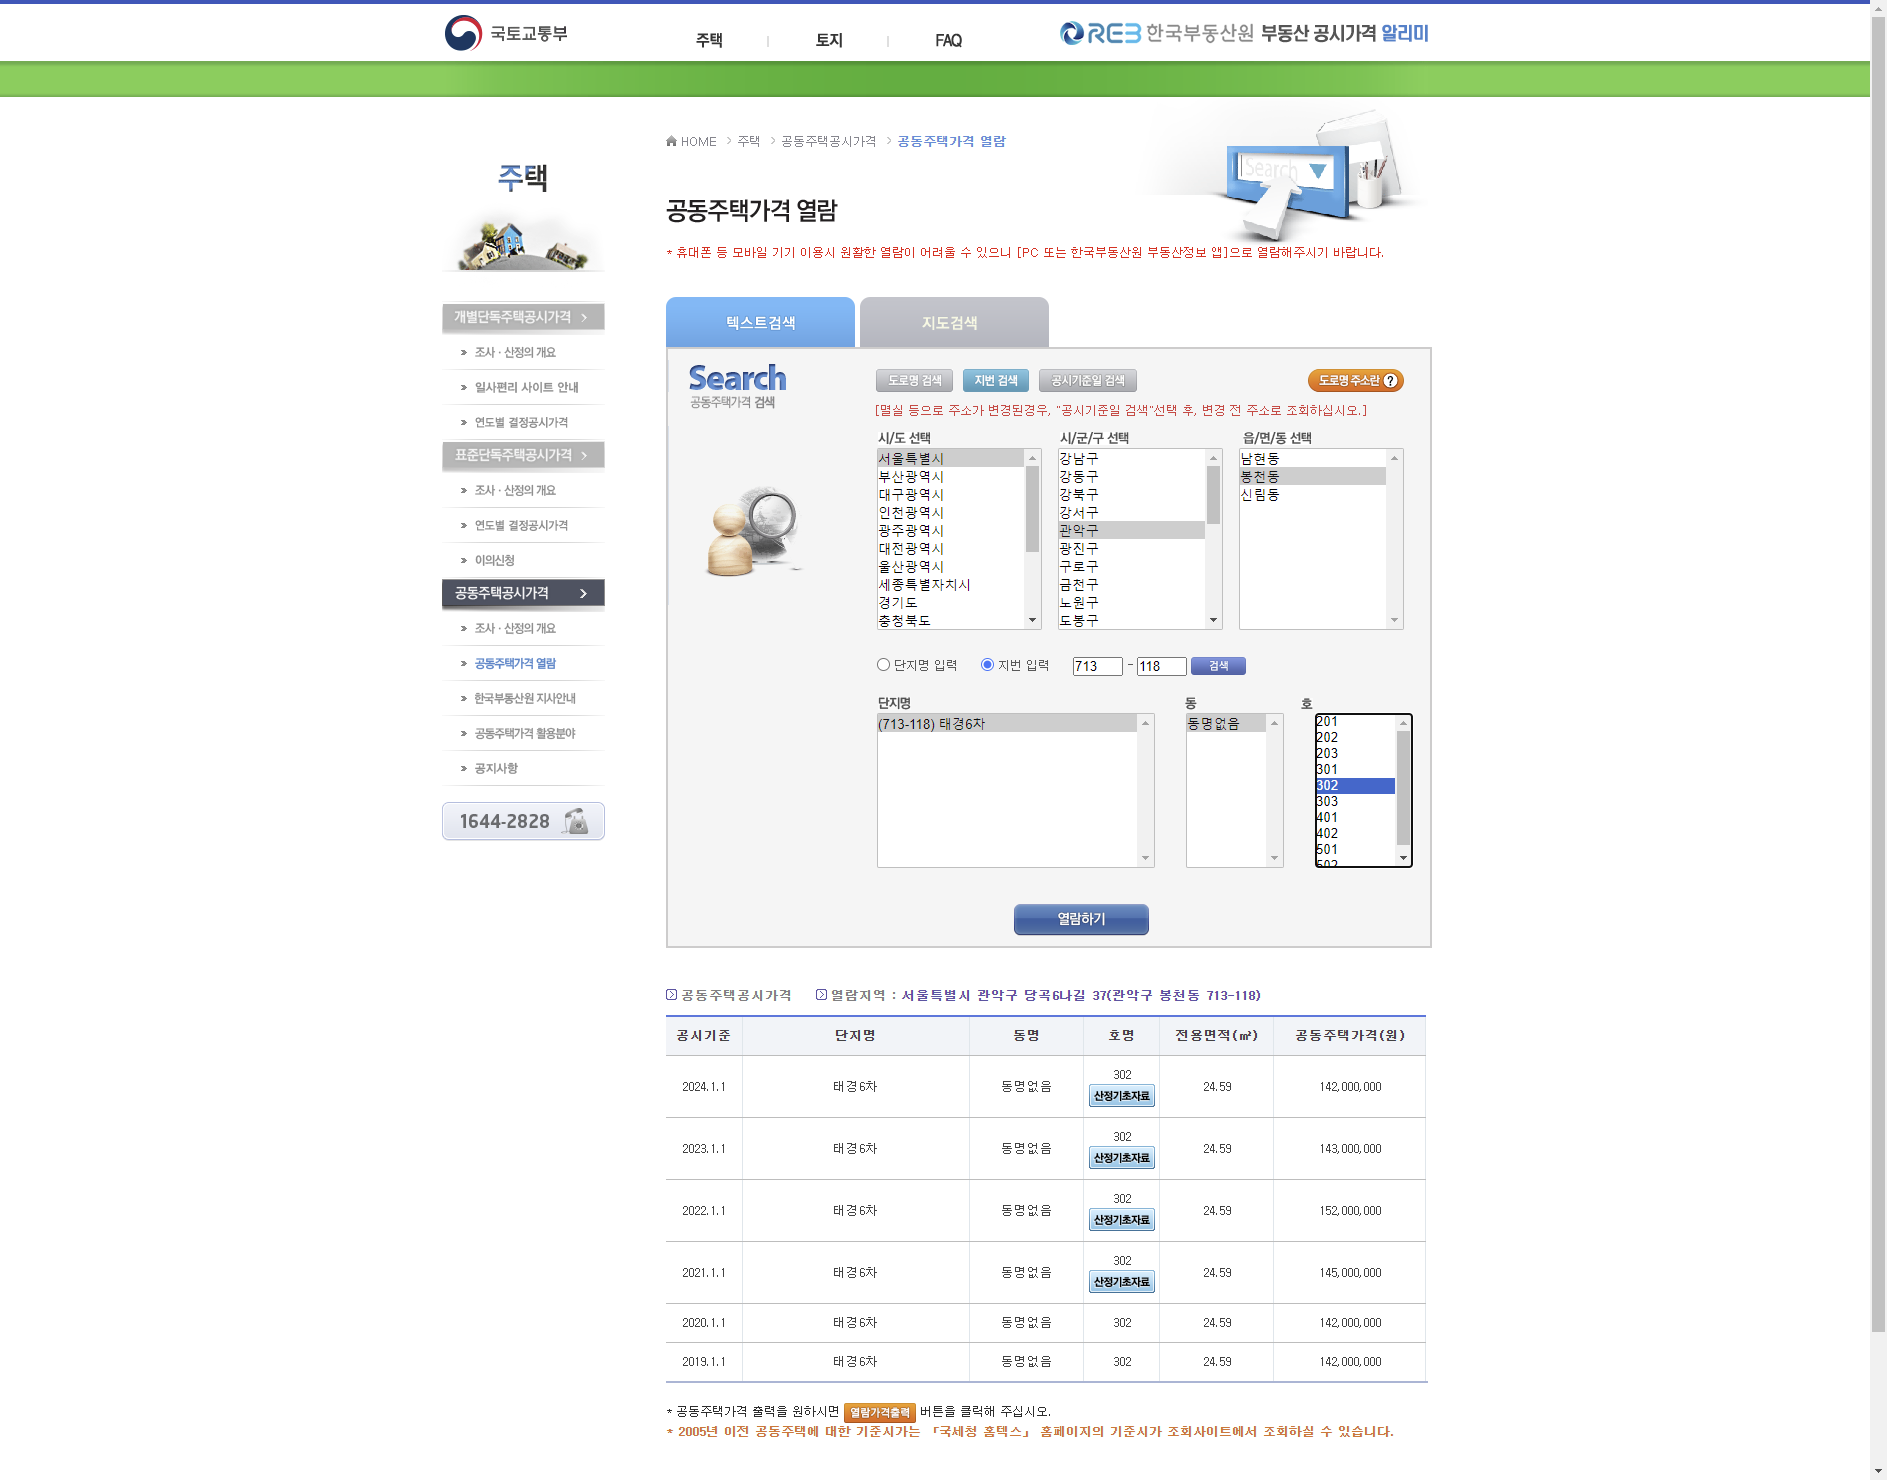 국토교통부
주택
토지
FAQ
REB 한국부동산원 부동산 공시가격 알리미
HOME > 주택 > 공동주택공시가격 > 공동주택가격 열람
주택
Search
공동주택가격 열람
* 휴대폰 등 모바일 기기 이용시 원활한 열람이 어려울 수 있으니 [PC 또는 한국부동산원 부동산정보 앱]으로 열람해주시기 바랍니다.
개별단독주택공시가격
조사 · 산정의 개요
일사편리 사이트 안내
연도별 결정공시가격
표준단독주택공시가격
조사 · 산정의 개요
연도별 결정공시가격
이의신청
공동주택공시가격
조사 · 산정의 개요
공동주택가격 열람
한국부동산원 지사안내
공동주택가격 활용분야
공지사항
1644-2828
텍스트검색
지도검색
Search
공동주택가격 검색
도로명 검색
지번 검색
공시기준일 검색
도로명 주소란 ?
[멸실 등으로 주소가 변경된경우, "공시기준일 검색"선택 후, 변경 전 주소로 조회하십시오.]
시/도 선택
서울특별시
부산광역시
대구광역시
인천광역시
광주광역시
대전광역시
울산광역시
세종특별자치시
경기도
충청북도
시/군/구 선택
강남구
강동구
강북구
강서구
관악구
광진구
구로구
금천구
노원구
도봉구
읍/면/동 선택
남현동
봉천동
신림동
단지명 입력
지번 입력
713 - 118
검색
단지명
(713-118) 태경6차
동
동명없음
호
201
202
203
301
302
303
401
402
501
502
열람하기
공동주택공시가격
열람지역 : 서울특별시 관악구 당곡6나길 37(관악구 봉천동 713-118)
공시기준 단지명 동명 호명 전용면적(㎡) 공동주택가격(원)
2024.1.1 태경6차 동명없음 302 산정기초자료 24.59 142,000,000
2023.1.1 태경6차 동명없음 302 산정기초자료 24.59 143,000,000
2022.1.1 태경6차 동명없음 302 산정기초자료 24.59 152,000,000
2021.1.1 태경6차 동명없음 302 산정기초자료 24.59 145,000,000
2020.1.1 태경6차 동명없음 302 24.59 142,000,000
2019.1.1 태경6차 동명없음 302 24.59 142,000,000
* 공동주택가격 출력을 원하시면 열람가격출력 버튼을 클릭해 주십시오.
* 2005년 이전 공동주택에 대한 기준시가는 「국세청 홈텍스」 홈페이지의 기준시가 조회사이트에서 조회하실 수 있습니다.